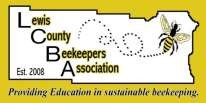 Lewis
County
Beekeepers
Association
Est. 2008
Providing Education in sustainable beekeeping.